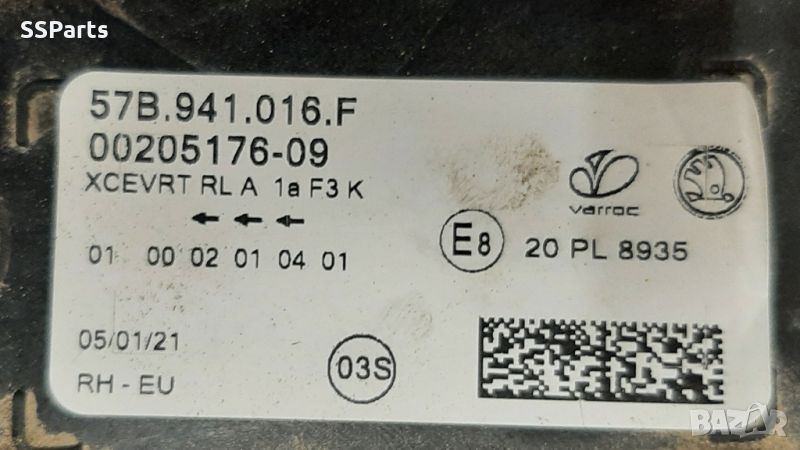 SSParts
57B.941.016.F
00205176-09
XCEVRT RL A 1a F3 K
varroc
01 00 02 01 04 01
E8
20 PL 8935
05/01/21
03S
RH - EU
BAZAR